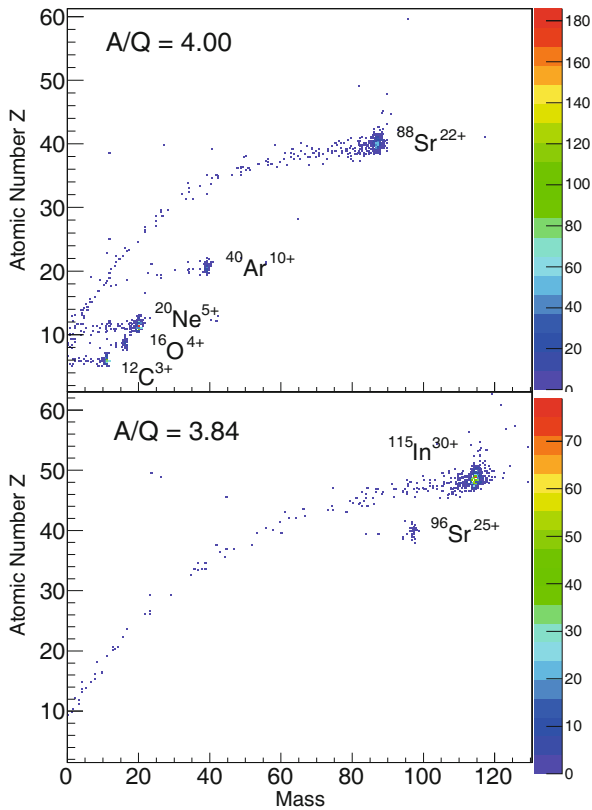 A/Q = 4.00
Atomic Number Z
60
50
40
30
20
10
⁸⁸Sr²²⁺
⁴⁰Ar¹⁰⁺
²⁰Ne⁵⁺
¹⁶O⁴⁺
¹²C³⁺
180
160
140
120
100
80
60
40
20
0
A/Q = 3.84
Atomic Number Z
60
50
40
30
20
10
¹¹⁵In³⁰⁺
⁹⁶Sr²⁵⁺
70
60
50
40
30
20
10
0
0 20 40 60 80 100 120
Mass